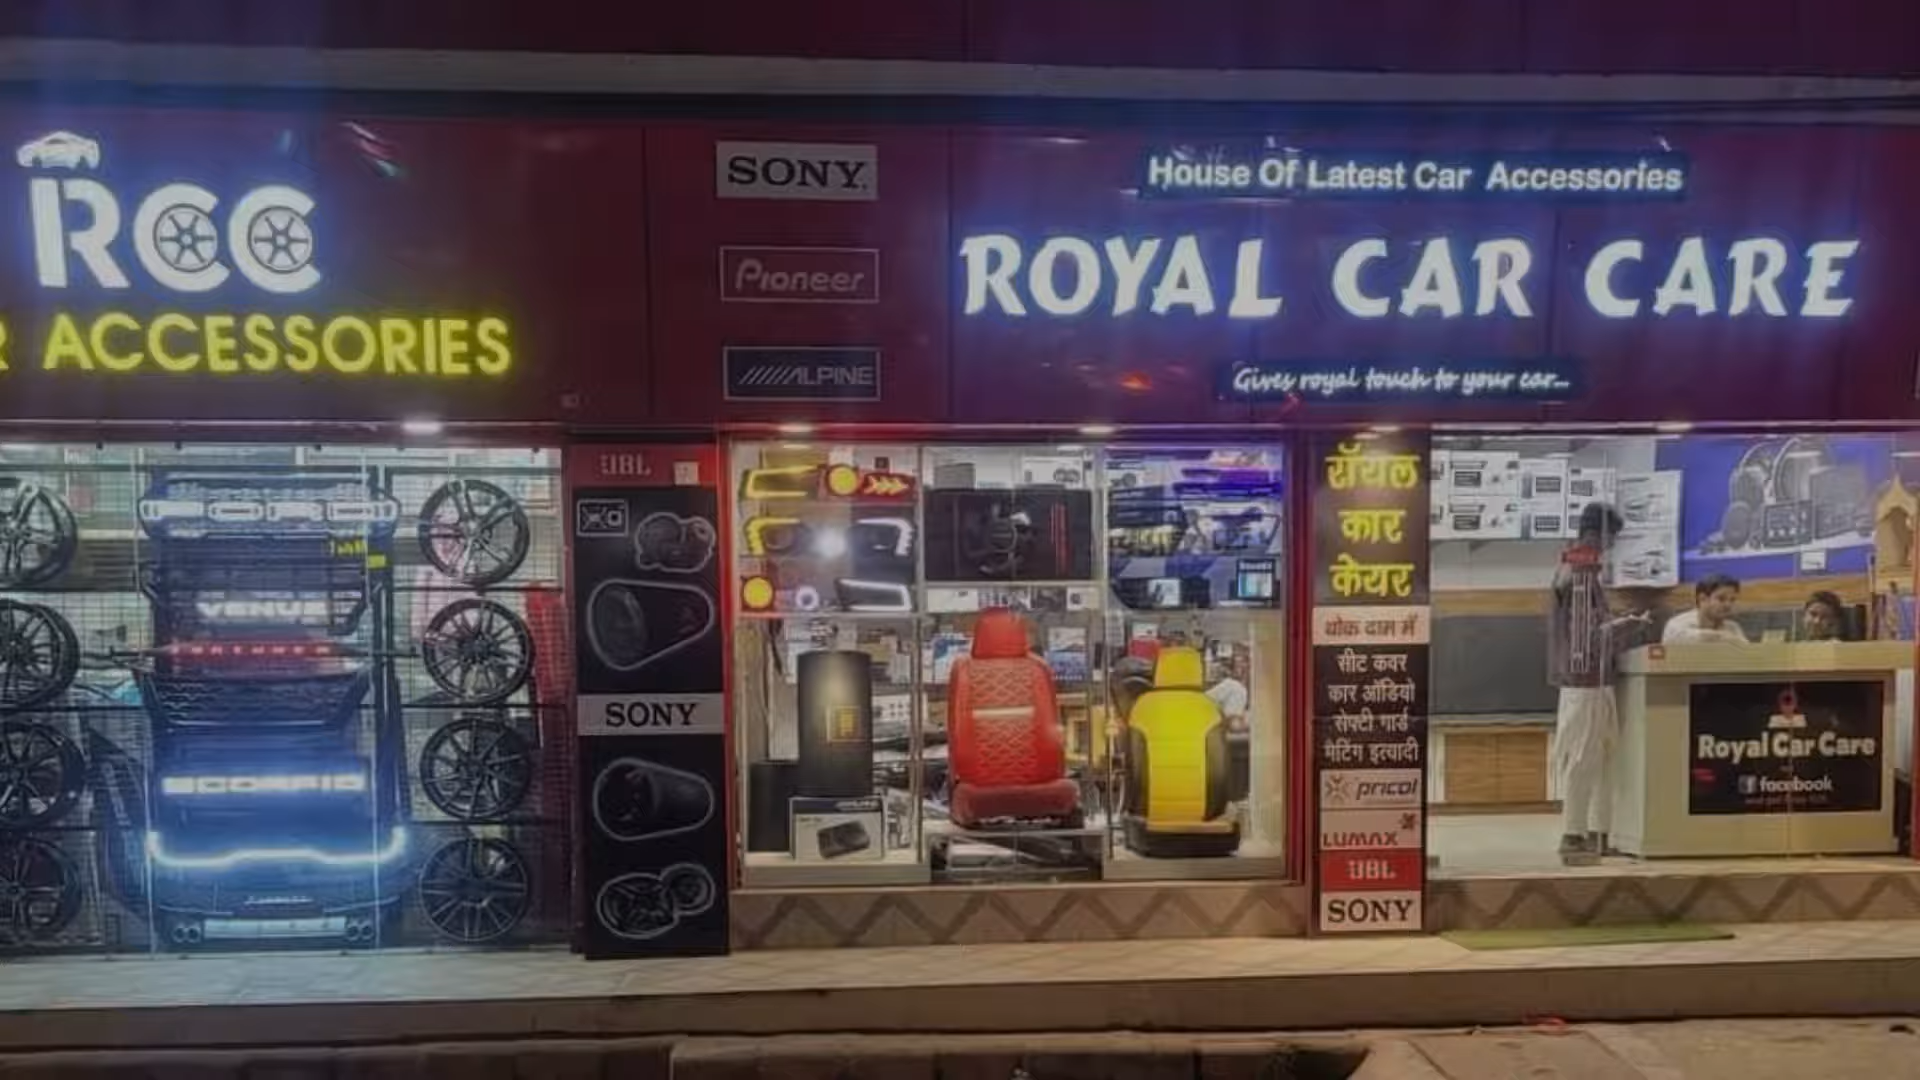 RCC
ACCESSORIES
SONY
Pioneer
ALPINE
House Of Latest Car Accessories
ROYAL CAR CARE
Gives royal touch to your car...
VENUE
FORTUNER
SCORPIO
JBL
SONY
रॉयल
कार
केयर
थोक दाम में
सीट कवर
कार ऑडियो
सेफ्टी गार्ड
मैटिंग इत्यादी
pricol
LUMAX
JBL
SONY
Royal Car Care
facebook